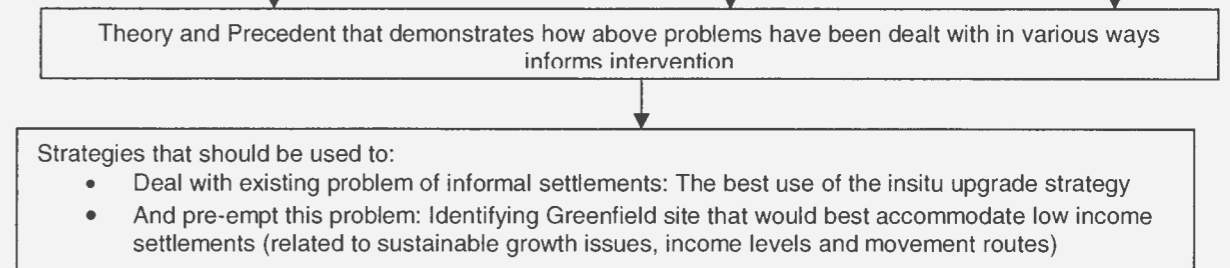 Theory and Precedent that demonstrates how above problems have been dealt with in various ways
informs intervention
Strategies that should be used to:
• Deal with existing problem of informal settlements: The best use of the insitu upgrade strategy
• And pre-empt this problem: Identifying Greenfield site that would best accommodate low income
settlements (related to sustainable growth issues, income levels and movement routes)